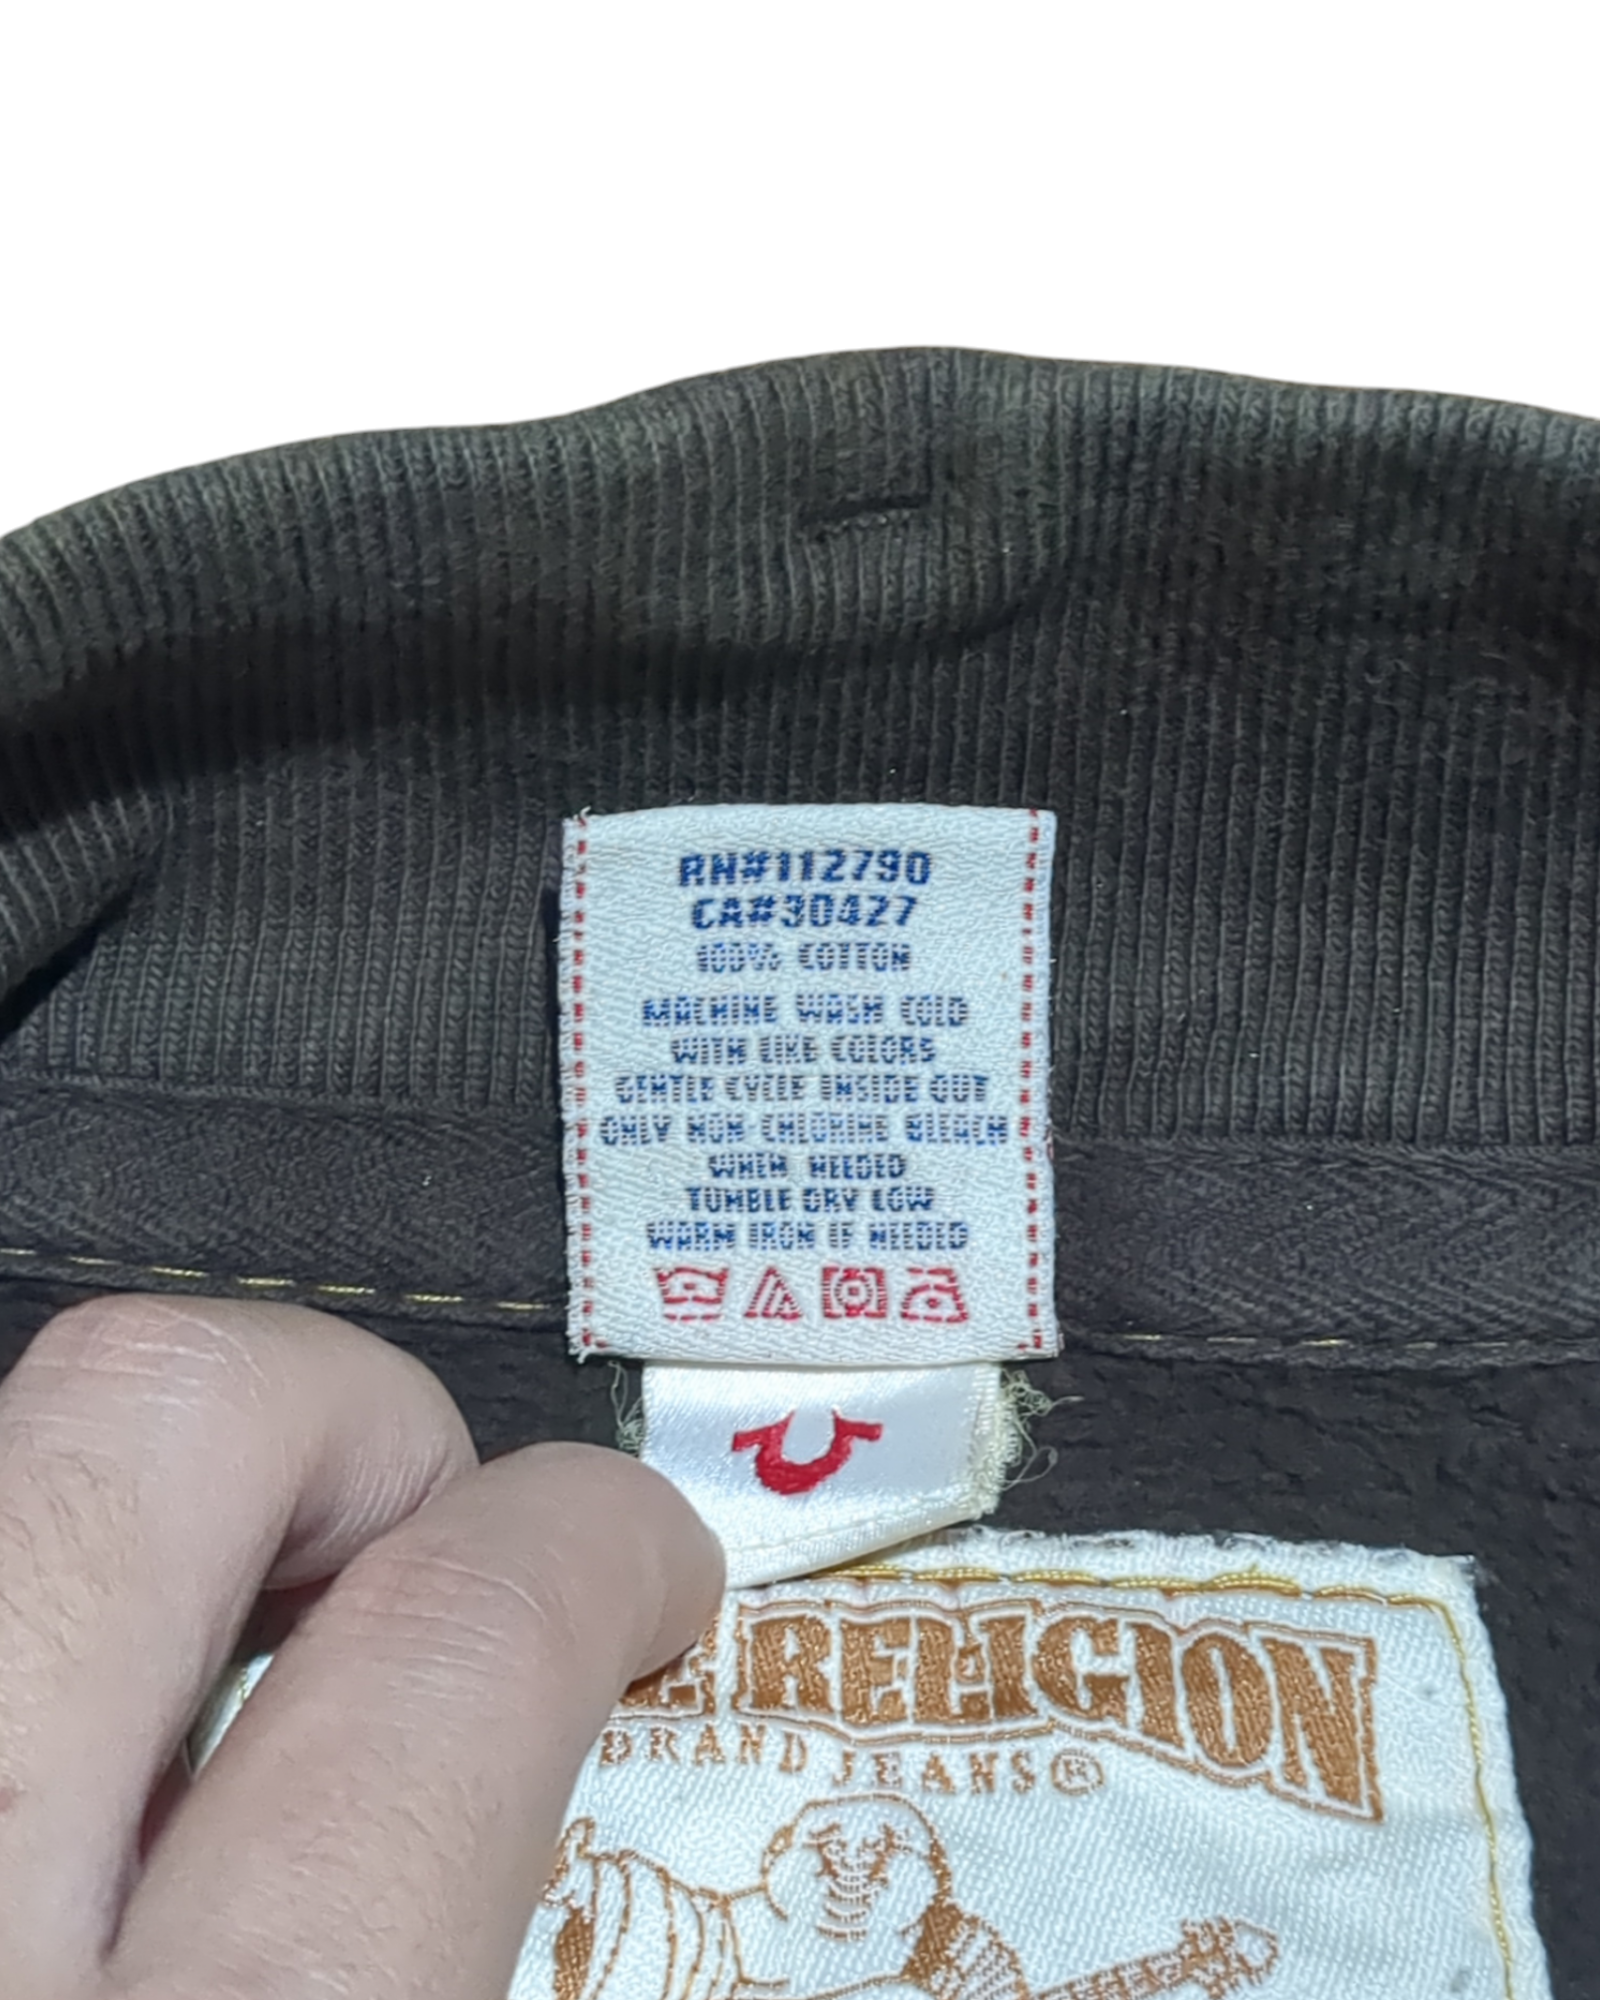 RN#112790
CA#30427
100% COTTON
MACHINE WASH COLD
WITH LIKE COLORS
GENTLE CYCLE INSIDE OUT
ONLY NON-CHLORINE BLEACH
WHEN NEEDED
TUMBLE DRY LOW
WARM IRON IF NEEDED
RELIGION
BRAND JEANS®